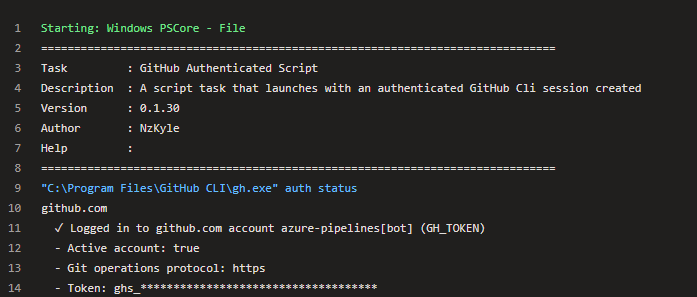 1 Starting: Windows PSCore - File
2 ==============================================================================
3 Task : GitHub Authenticated Script
4 Description : A script task that launches with an authenticated GitHub Cli session created
5 Version : 0.1.30
6 Author : NzKyle
7 Help :
8 ==============================================================================
9 "C:\Program Files\GitHub CLI\gh.exe" auth status
10 github.com
11 ✓ Logged in to github.com account azure-pipelines[bot] (GH_TOKEN)
12 - Active account: true
13 - Git operations protocol: https
14 - Token: ghs_************************************